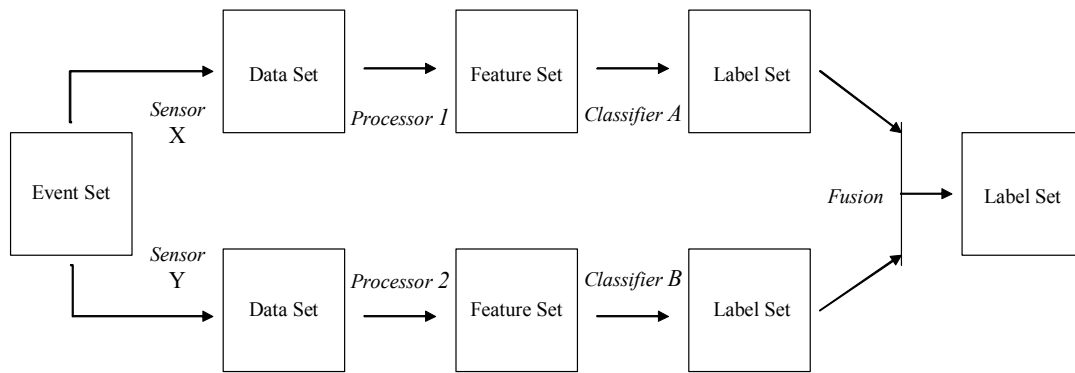 Data Set
Feature Set
Label Set
Sensor
X
Processor 1
Classifier A
Event Set
Fusion
Label Set
Sensor
Y
Processor 2
Classifier B
Data Set
Feature Set
Label Set